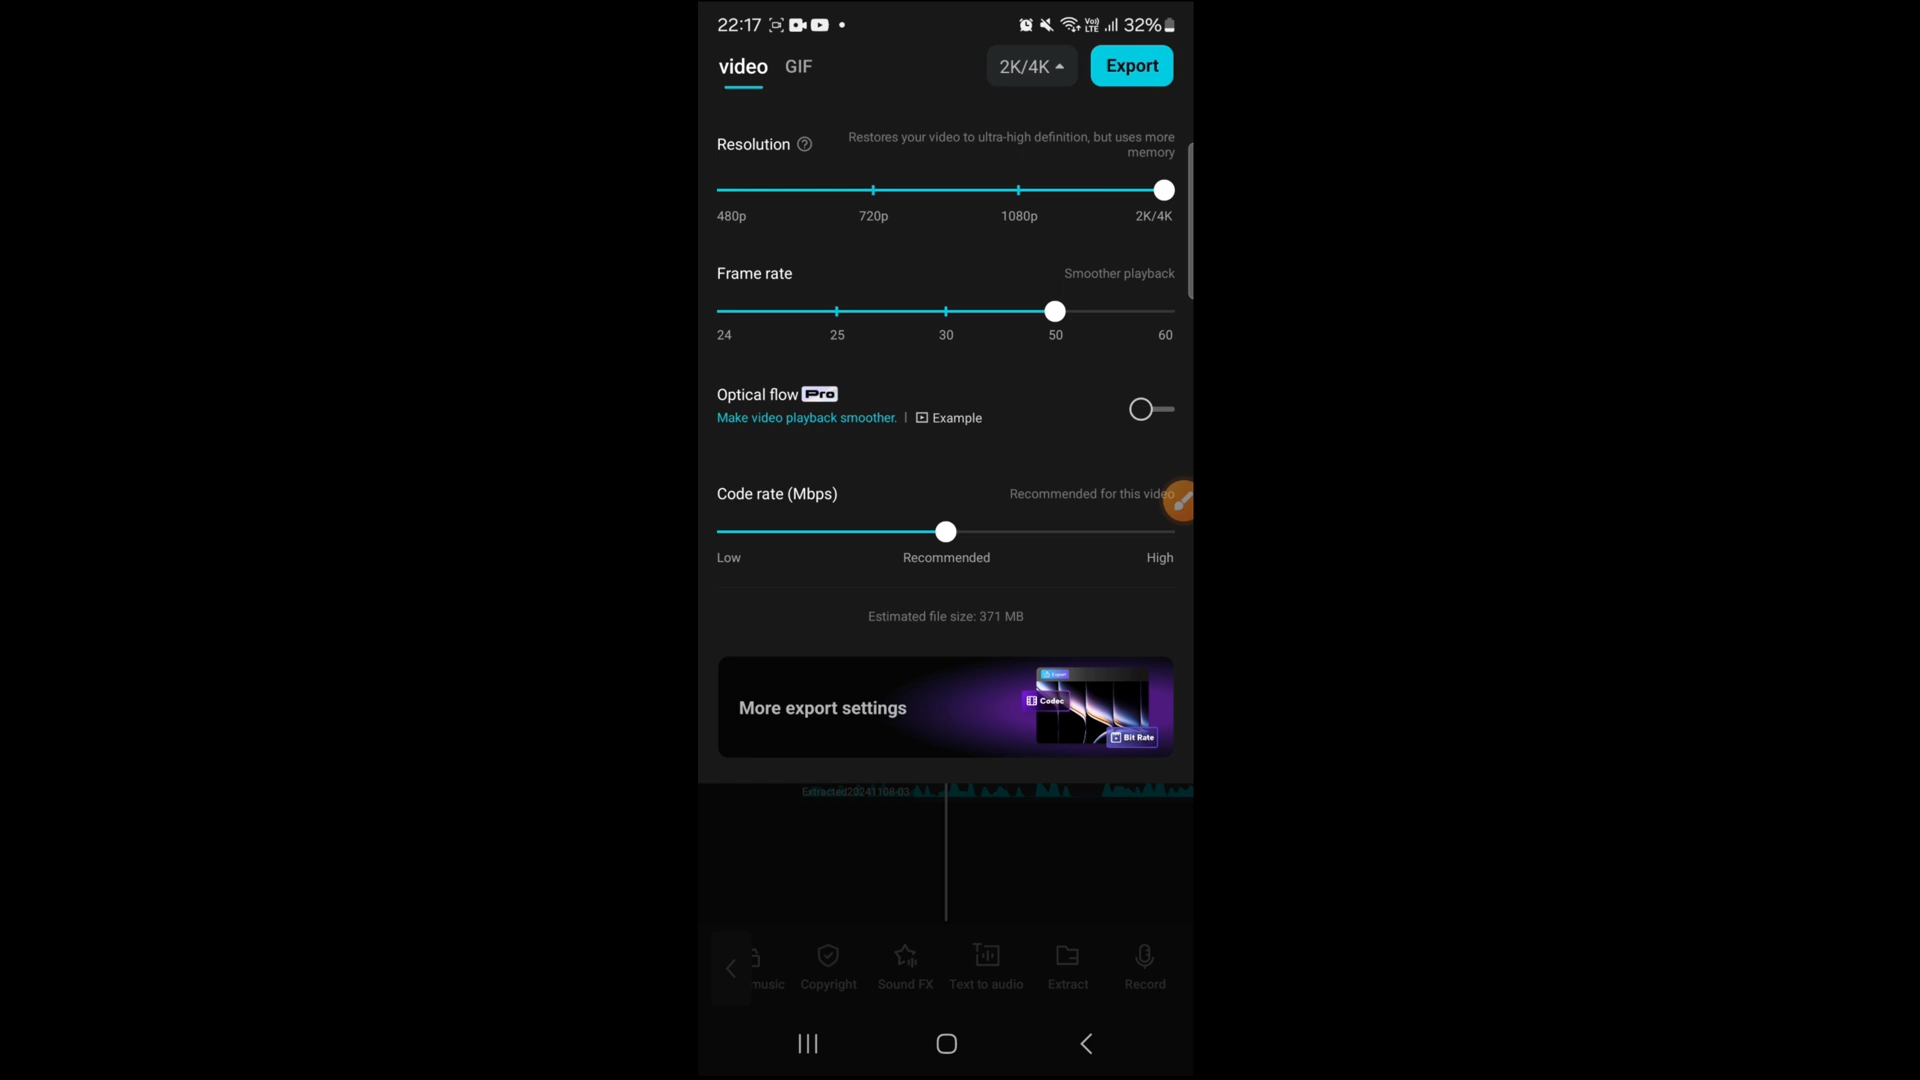 22:17 32%
video GIF 2K/4K Export
Resolution Restores your video to ultra-high definition, but uses more
memory
480p 720p 1080p 2K/4K
Frame rate Smoother playback
24 25 30 50 60
Optical flow Pro
Make video playback smoother. | Example
Code rate (Mbps) Recommended for this video
Low Recommended High
Estimated file size: 371 MB
Export
More export settings Codec
Bit Rate
Extracted20241108-03
music Copyright Sound FX Text to audio Extract Record